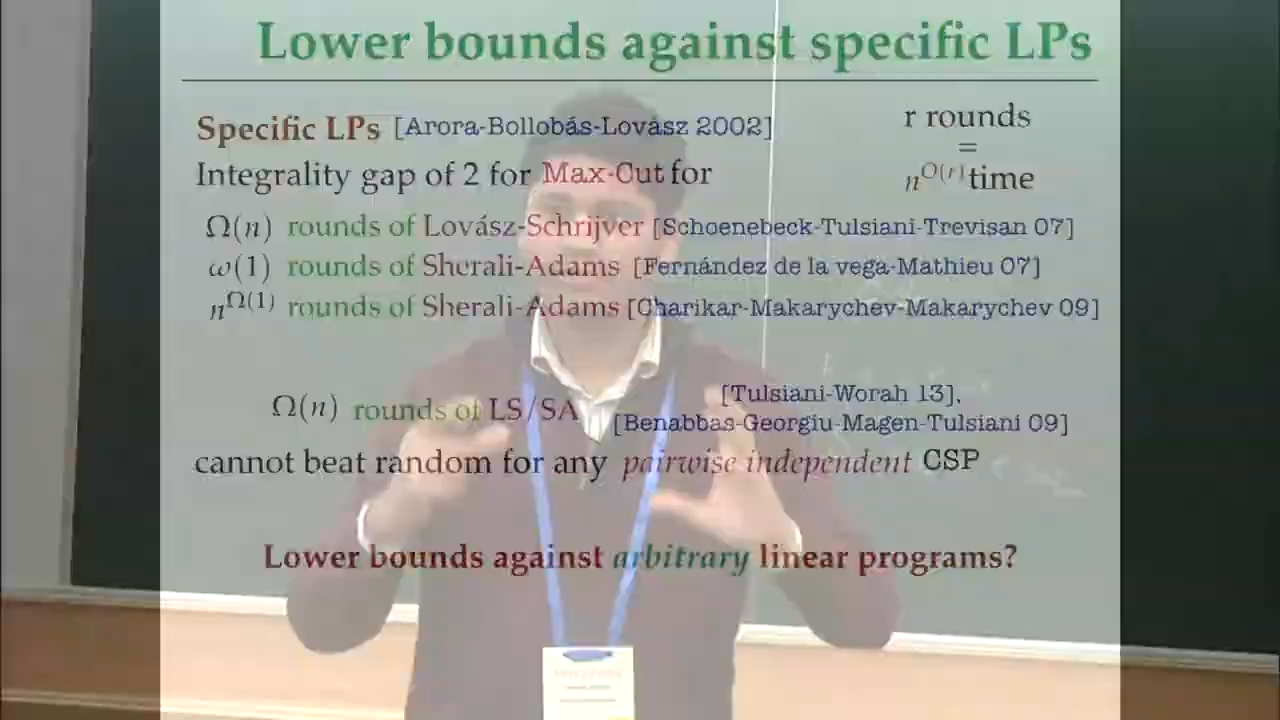 Lower bounds against specific LPs
Specific LPs [Arora-Bollobás-Lovász 2002]
r rounds
=
n^{O(r)} time
Integrality gap of 2 for Max-Cut for
Ω(n) rounds of Lovász-Schrijver [Schoenebeck-Tulsiani-Trevisan 07]
ω(1) rounds of Sherali-Adams [Fernández de la vega-Mathieu 07]
n^{Ω(1)} rounds of Sherali-Adams [Charikar-Makarychev-Makarychev 09]
Ω(n) rounds of LS/SA
[Tulsiani-Worah 13],
[Benabbas-Georgiu-Magen-Tulsiani 09]
cannot beat random for any pairwise independent CSP
Lower bounds against arbitrary linear programs?